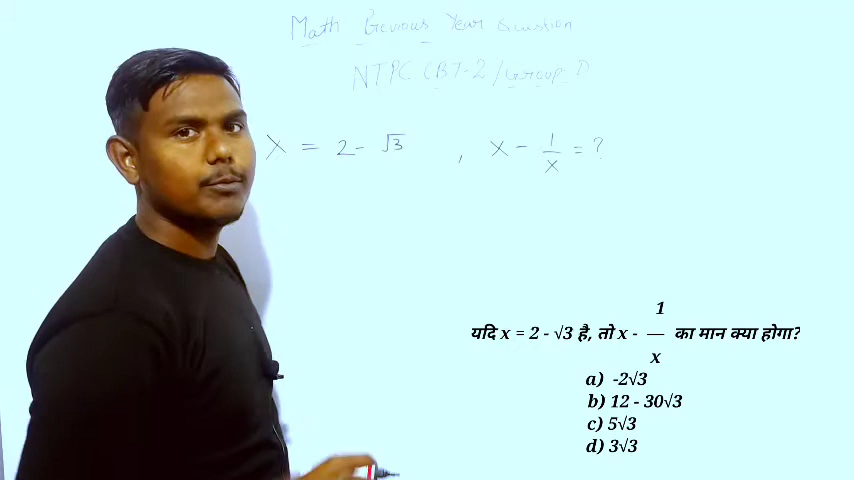 Math Previous Year Question
NTPC CBT-2 / Group D
x = 2 - √3 , x - 1/x = ?
यदि x = 2 - √3 है, तो x - 1/x का मान क्या होगा?
a) -2√3
b) 12 - 30√3
c) 5√3
d) 3√3